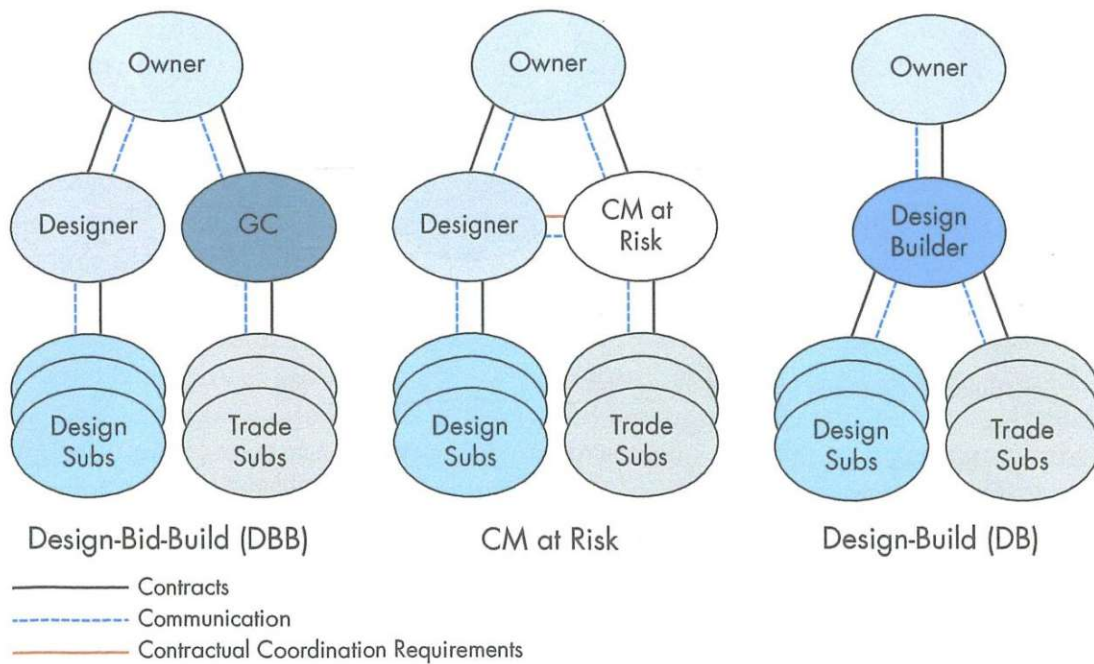 Owner
Designer
GC
Design
Subs
Trade
Subs
Design-Bid-Build (DBB)
Owner
Designer
CM at
Risk
Design
Subs
Trade
Subs
CM at Risk
Owner
Design
Builder
Design
Subs
Trade
Subs
Design-Build (DB)
Contracts
Communication
Contractual Coordination Requirements